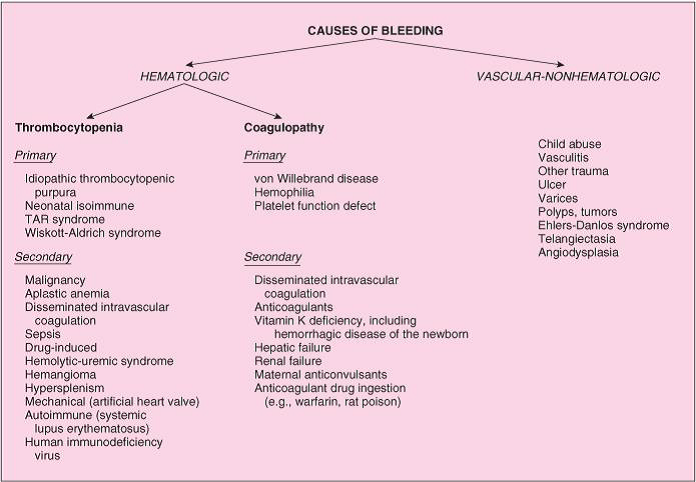 CAUSES OF BLEEDING
HEMATOLOGIC
VASCULAR-NONHEMATOLOGIC
Thrombocytopenia
Primary
Idiopathic thrombocytopenic
purpura
Neonatal isoimmune
TAR syndrome
Wiskott-Aldrich syndrome
Secondary
Malignancy
Aplastic anemia
Disseminated intravascular
coagulation
Sepsis
Drug-induced
Hemolytic-uremic syndrome
Hemangioma
Hypersplenism
Mechanical (artificial heart valve)
Autoimmune (systemic
lupus erythematosus)
Human immunodeficiency
virus
Coagulopathy
Primary
von Willebrand disease
Hemophilia
Platelet function defect
Secondary
Disseminated intravascular
coagulation
Anticoagulants
Vitamin K deficiency, including
hemorrhagic disease of the newborn
Hepatic failure
Renal failure
Maternal anticonvulsants
Anticoagulant drug ingestion
(e.g., warfarin, rat poison)
Child abuse
Vasculitis
Other trauma
Ulcer
Varices
Polyps, tumors
Ehlers-Danlos syndrome
Telangiectasia
Angiodysplasia